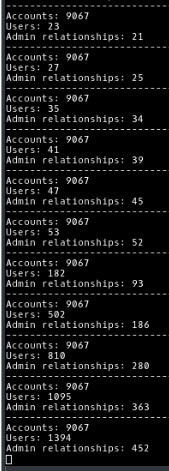 --------------------------------
Accounts: 9067
Users: 23
Admin relationships: 21
--------------------------------
Accounts: 9067
Users: 27
Admin relationships: 25
--------------------------------
Accounts: 9067
Users: 35
Admin relationships: 34
--------------------------------
Accounts: 9067
Users: 41
Admin relationships: 39
--------------------------------
Accounts: 9067
Users: 47
Admin relationships: 45
--------------------------------
Accounts: 9067
Users: 53
Admin relationships: 52
--------------------------------
Accounts: 9067
Users: 182
Admin relationships: 93
--------------------------------
Accounts: 9067
Users: 502
Admin relationships: 186
--------------------------------
Accounts: 9067
Users: 810
Admin relationships: 280
--------------------------------
Accounts: 9067
Users: 1095
Admin relationships: 363
--------------------------------
Accounts: 9067
Users: 1394
Admin relationships: 452